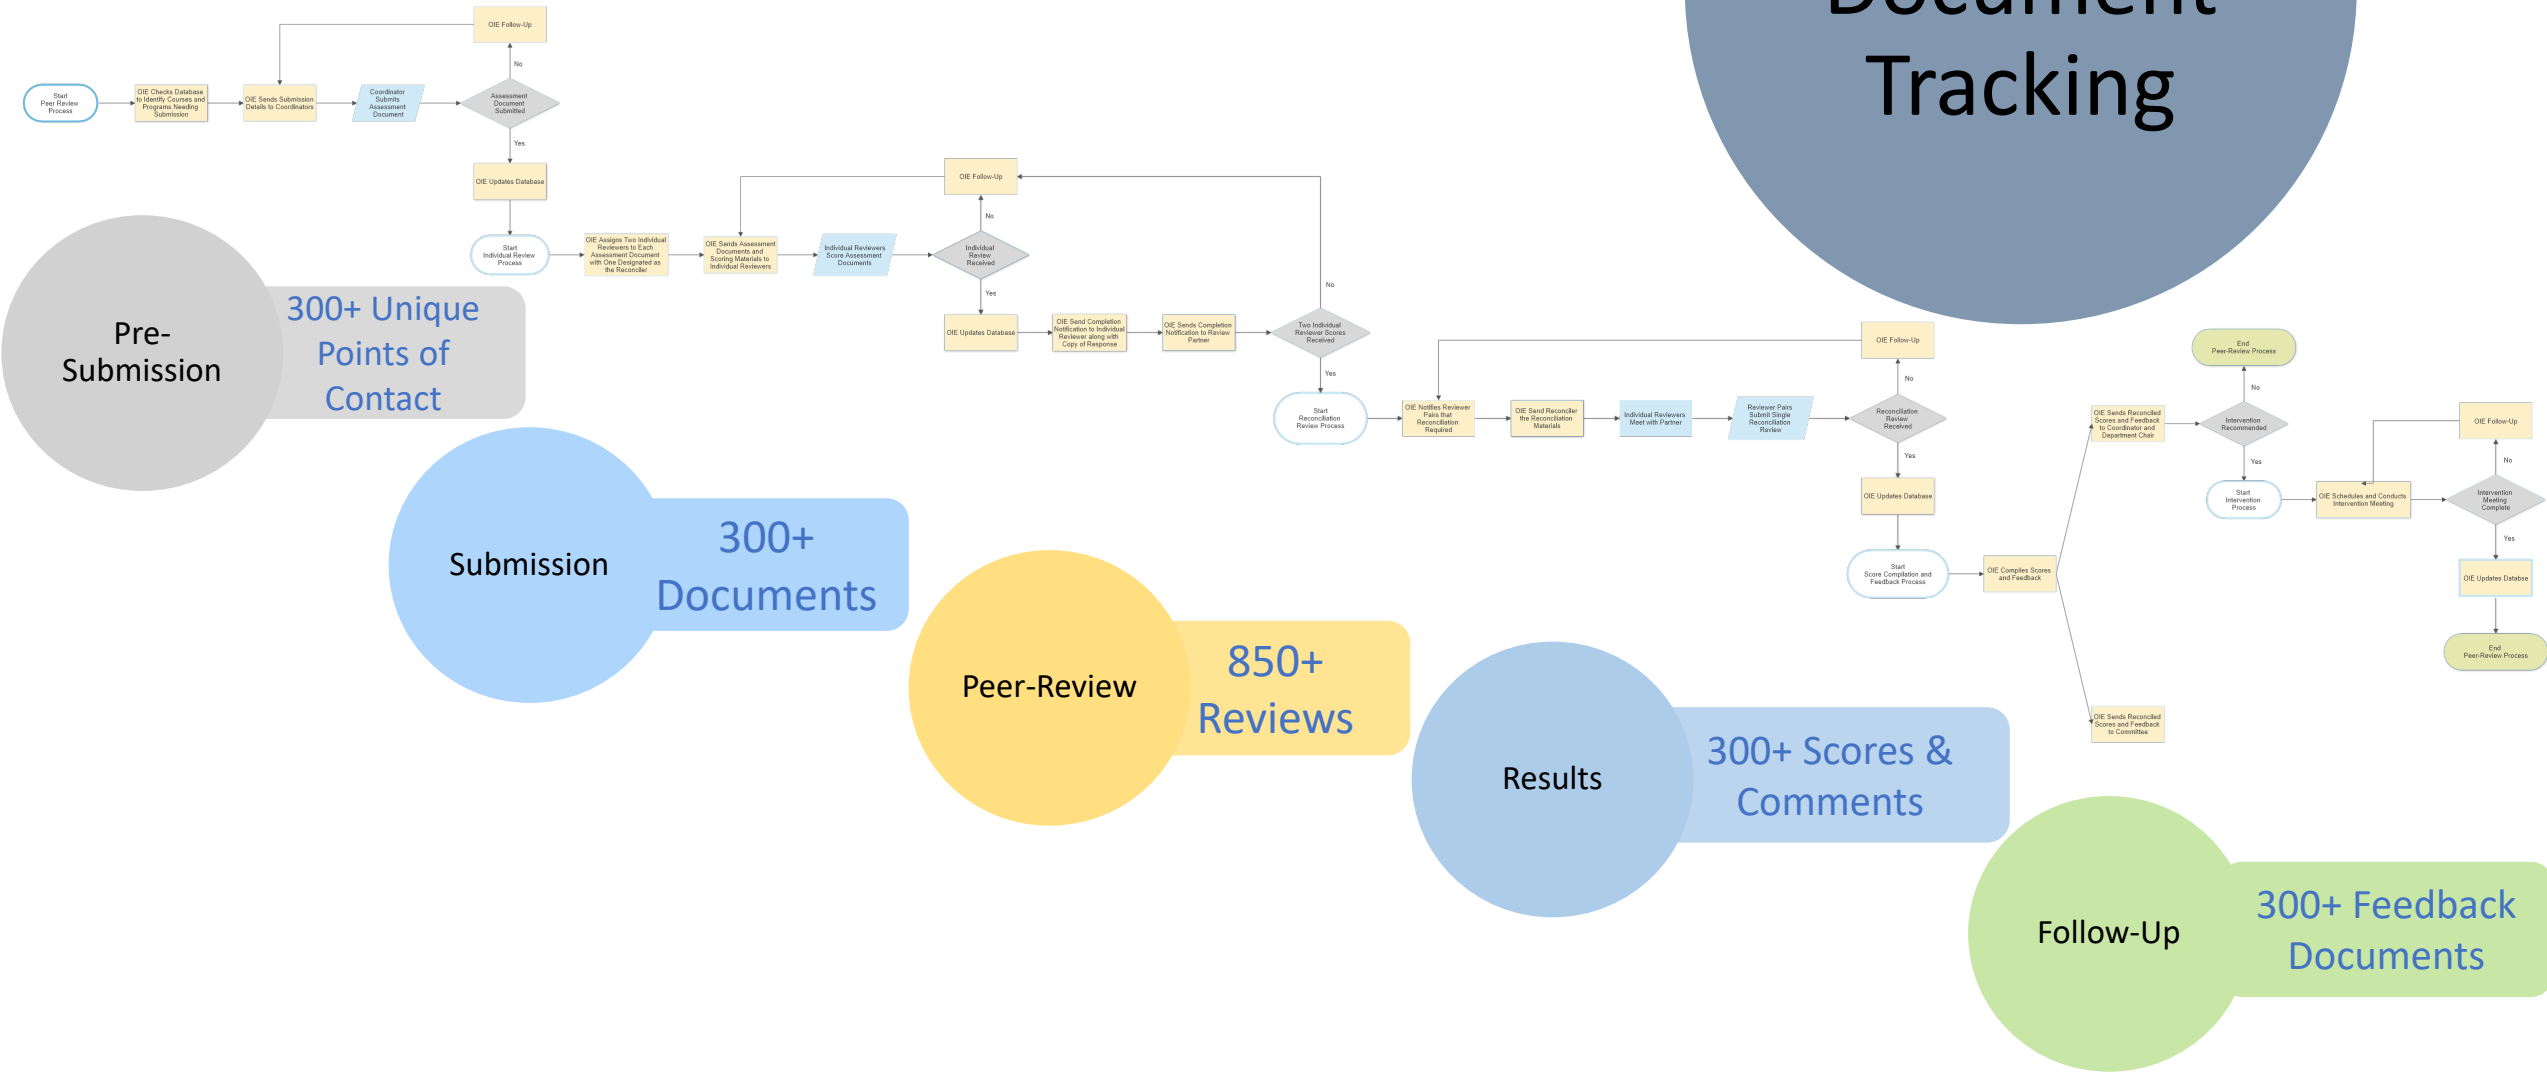 Document
Tracking
OIE Follow-Up
No
Start
Peer Review
Process
OIE Checks Database
to Identify Courses and
Programs Needing
Submission
OIE Sends Submission
Details to Coordinators
Coordinator
Submits
Assessment
Document
Assessment
Document
Submitted
Yes
OIE Updates Database
Start
Individual Review
Process
OIE Assigns Two Individual
Reviewers to Each
Assessment Document
with One Designated as
the Reconciler
OIE Sends Assessment
Documents and
Scoring Materials to
Individual Reviewers
Individual Reviewers
Score Assessment
Documents
Individual
Review
Received
No
OIE Follow-Up
Yes
OIE Updates Database
OIE Send Completion
Notification to Individual
Reviewer along with
Copy of Response
OIE Sends Completion
Notification to Review
Partner
Two Individual
Reviewer Scores
Received
No
Yes
Start
Reconciliation
Review Process
OIE Notifies Reviewer
Pairs that
Reconciliation
Required
OIE Send Reconciler
the Reconciliation
Materials
Individual Reviewers
Meet with Partner
Reviewer Pairs
Submit Single
Reconciliation
Review
Reconciliation
Review
Received
No
OIE Follow-Up
Yes
OIE Updates Database
Start
Score Compilation and
Feedback Process
OIE Compiles Scores
and Feedback
OIE Sends Reconciled
Scores and Feedback
to Coordinator and
Department Chair
OIE Sends Reconciled
Scores and Feedback
to Committee
Intervention
Recommended
No
End
Peer-Review Process
Yes
Start
Intervention
Process
OIE Schedules and Conducts
Intervention Meeting
Intervention
Meeting
Complete
No
OIE Follow-Up
Yes
OIE Updates Databse
End
Peer-Review Process
Pre-
Submission
300+ Unique
Points of
Contact
Submission
300+
Documents
Peer-Review
850+
Reviews
Results
300+ Scores &
Comments
Follow-Up
300+ Feedback
Documents